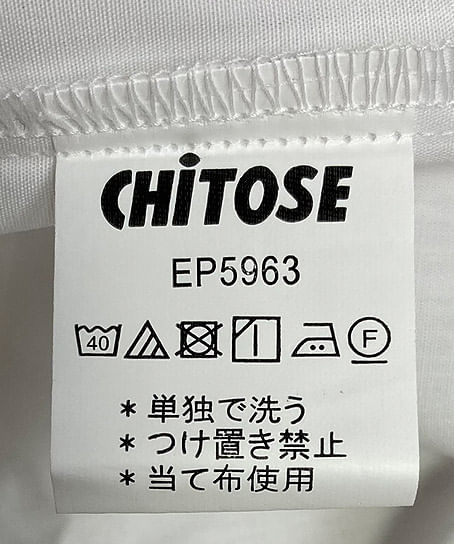 CHiTOSE
EP5963
40 F
* 単独で洗う
* つけ置き禁止
* 当て布使用